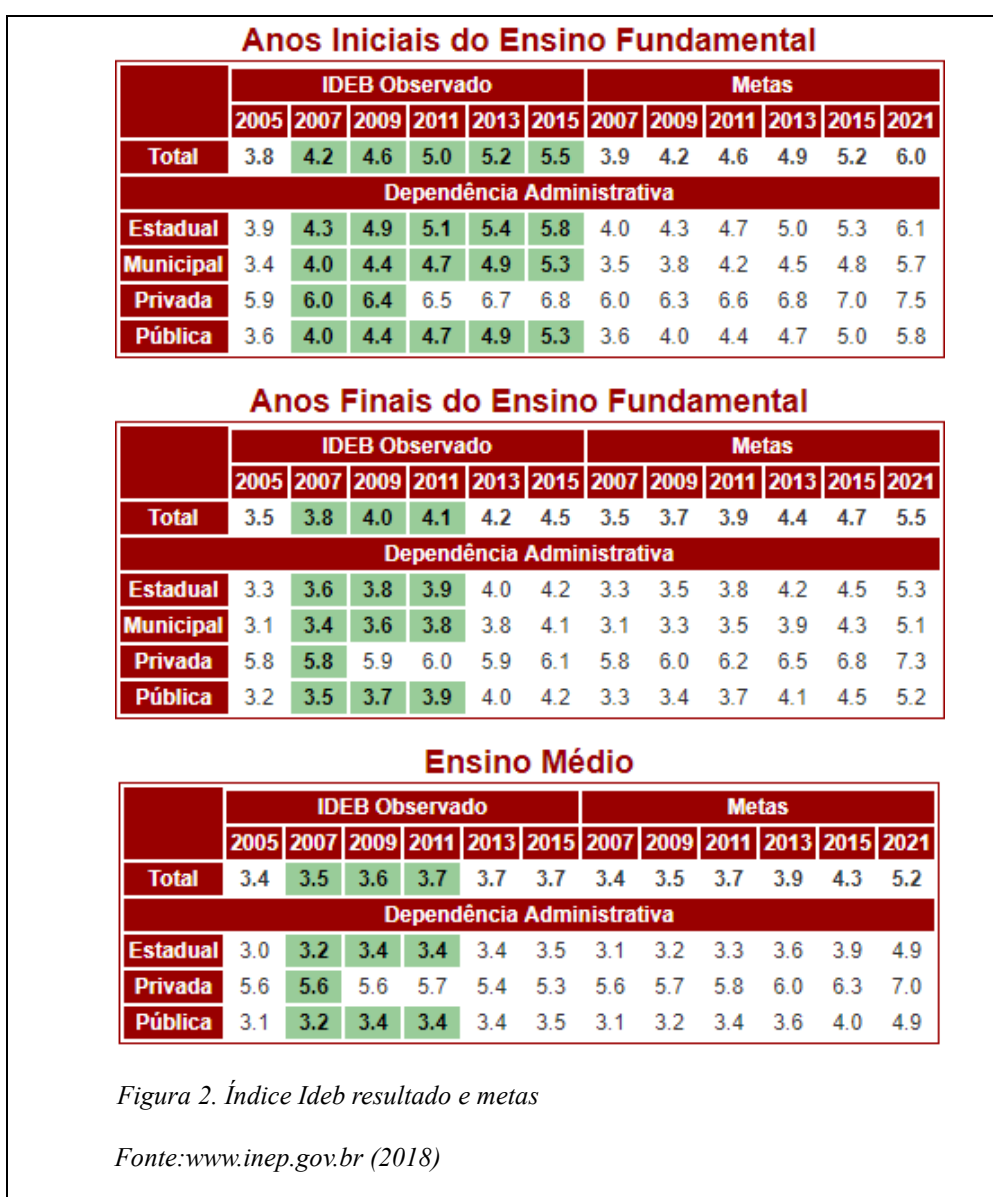 Anos Iniciais do Ensino Fundamental
IDEB Observado Metas
2005 2007 2009 2011 2013 2015 2007 2009 2011 2013 2015 2021
Total 3.8 4.2 4.6 5.0 5.2 5.5 3.9 4.2 4.6 4.9 5.2 6.0
Dependência Administrativa
Estadual 3.9 4.3 4.9 5.1 5.4 5.8 4.0 4.3 4.7 5.0 5.3 6.1
Municipal 3.4 4.0 4.4 4.7 4.9 5.3 3.5 3.8 4.2 4.5 4.8 5.7
Privada 5.9 6.0 6.4 6.5 6.7 6.8 6.0 6.3 6.6 6.8 7.0 7.5
Pública 3.6 4.0 4.4 4.7 4.9 5.3 3.6 4.0 4.4 4.7 5.0 5.8
Anos Finais do Ensino Fundamental
IDEB Observado Metas
2005 2007 2009 2011 2013 2015 2007 2009 2011 2013 2015 2021
Total 3.5 3.8 4.0 4.1 4.2 4.5 3.5 3.7 3.9 4.4 4.7 5.5
Dependência Administrativa
Estadual 3.3 3.6 3.8 3.9 4.0 4.2 3.3 3.5 3.8 4.2 4.5 5.3
Municipal 3.1 3.4 3.6 3.8 3.8 4.1 3.1 3.3 3.5 3.9 4.3 5.1
Privada 5.8 5.8 5.9 6.0 5.9 6.1 5.8 6.0 6.2 6.5 6.8 7.3
Pública 3.2 3.5 3.7 3.9 4.0 4.2 3.3 3.4 3.7 4.1 4.5 5.2
Ensino Médio
IDEB Observado Metas
2005 2007 2009 2011 2013 2015 2007 2009 2011 2013 2015 2021
Total 3.4 3.5 3.6 3.7 3.7 3.7 3.4 3.5 3.7 3.9 4.3 5.2
Dependência Administrativa
Estadual 3.0 3.2 3.4 3.4 3.4 3.5 3.1 3.2 3.3 3.6 3.9 4.9
Privada 5.6 5.6 5.6 5.7 5.4 5.3 5.6 5.7 5.8 6.0 6.3 7.0
Pública 3.1 3.2 3.4 3.4 3.4 3.5 3.1 3.2 3.4 3.6 4.0 4.9
Figura 2. Índice Ideb resultado e metas
Fonte:www.inep.gov.br (2018)